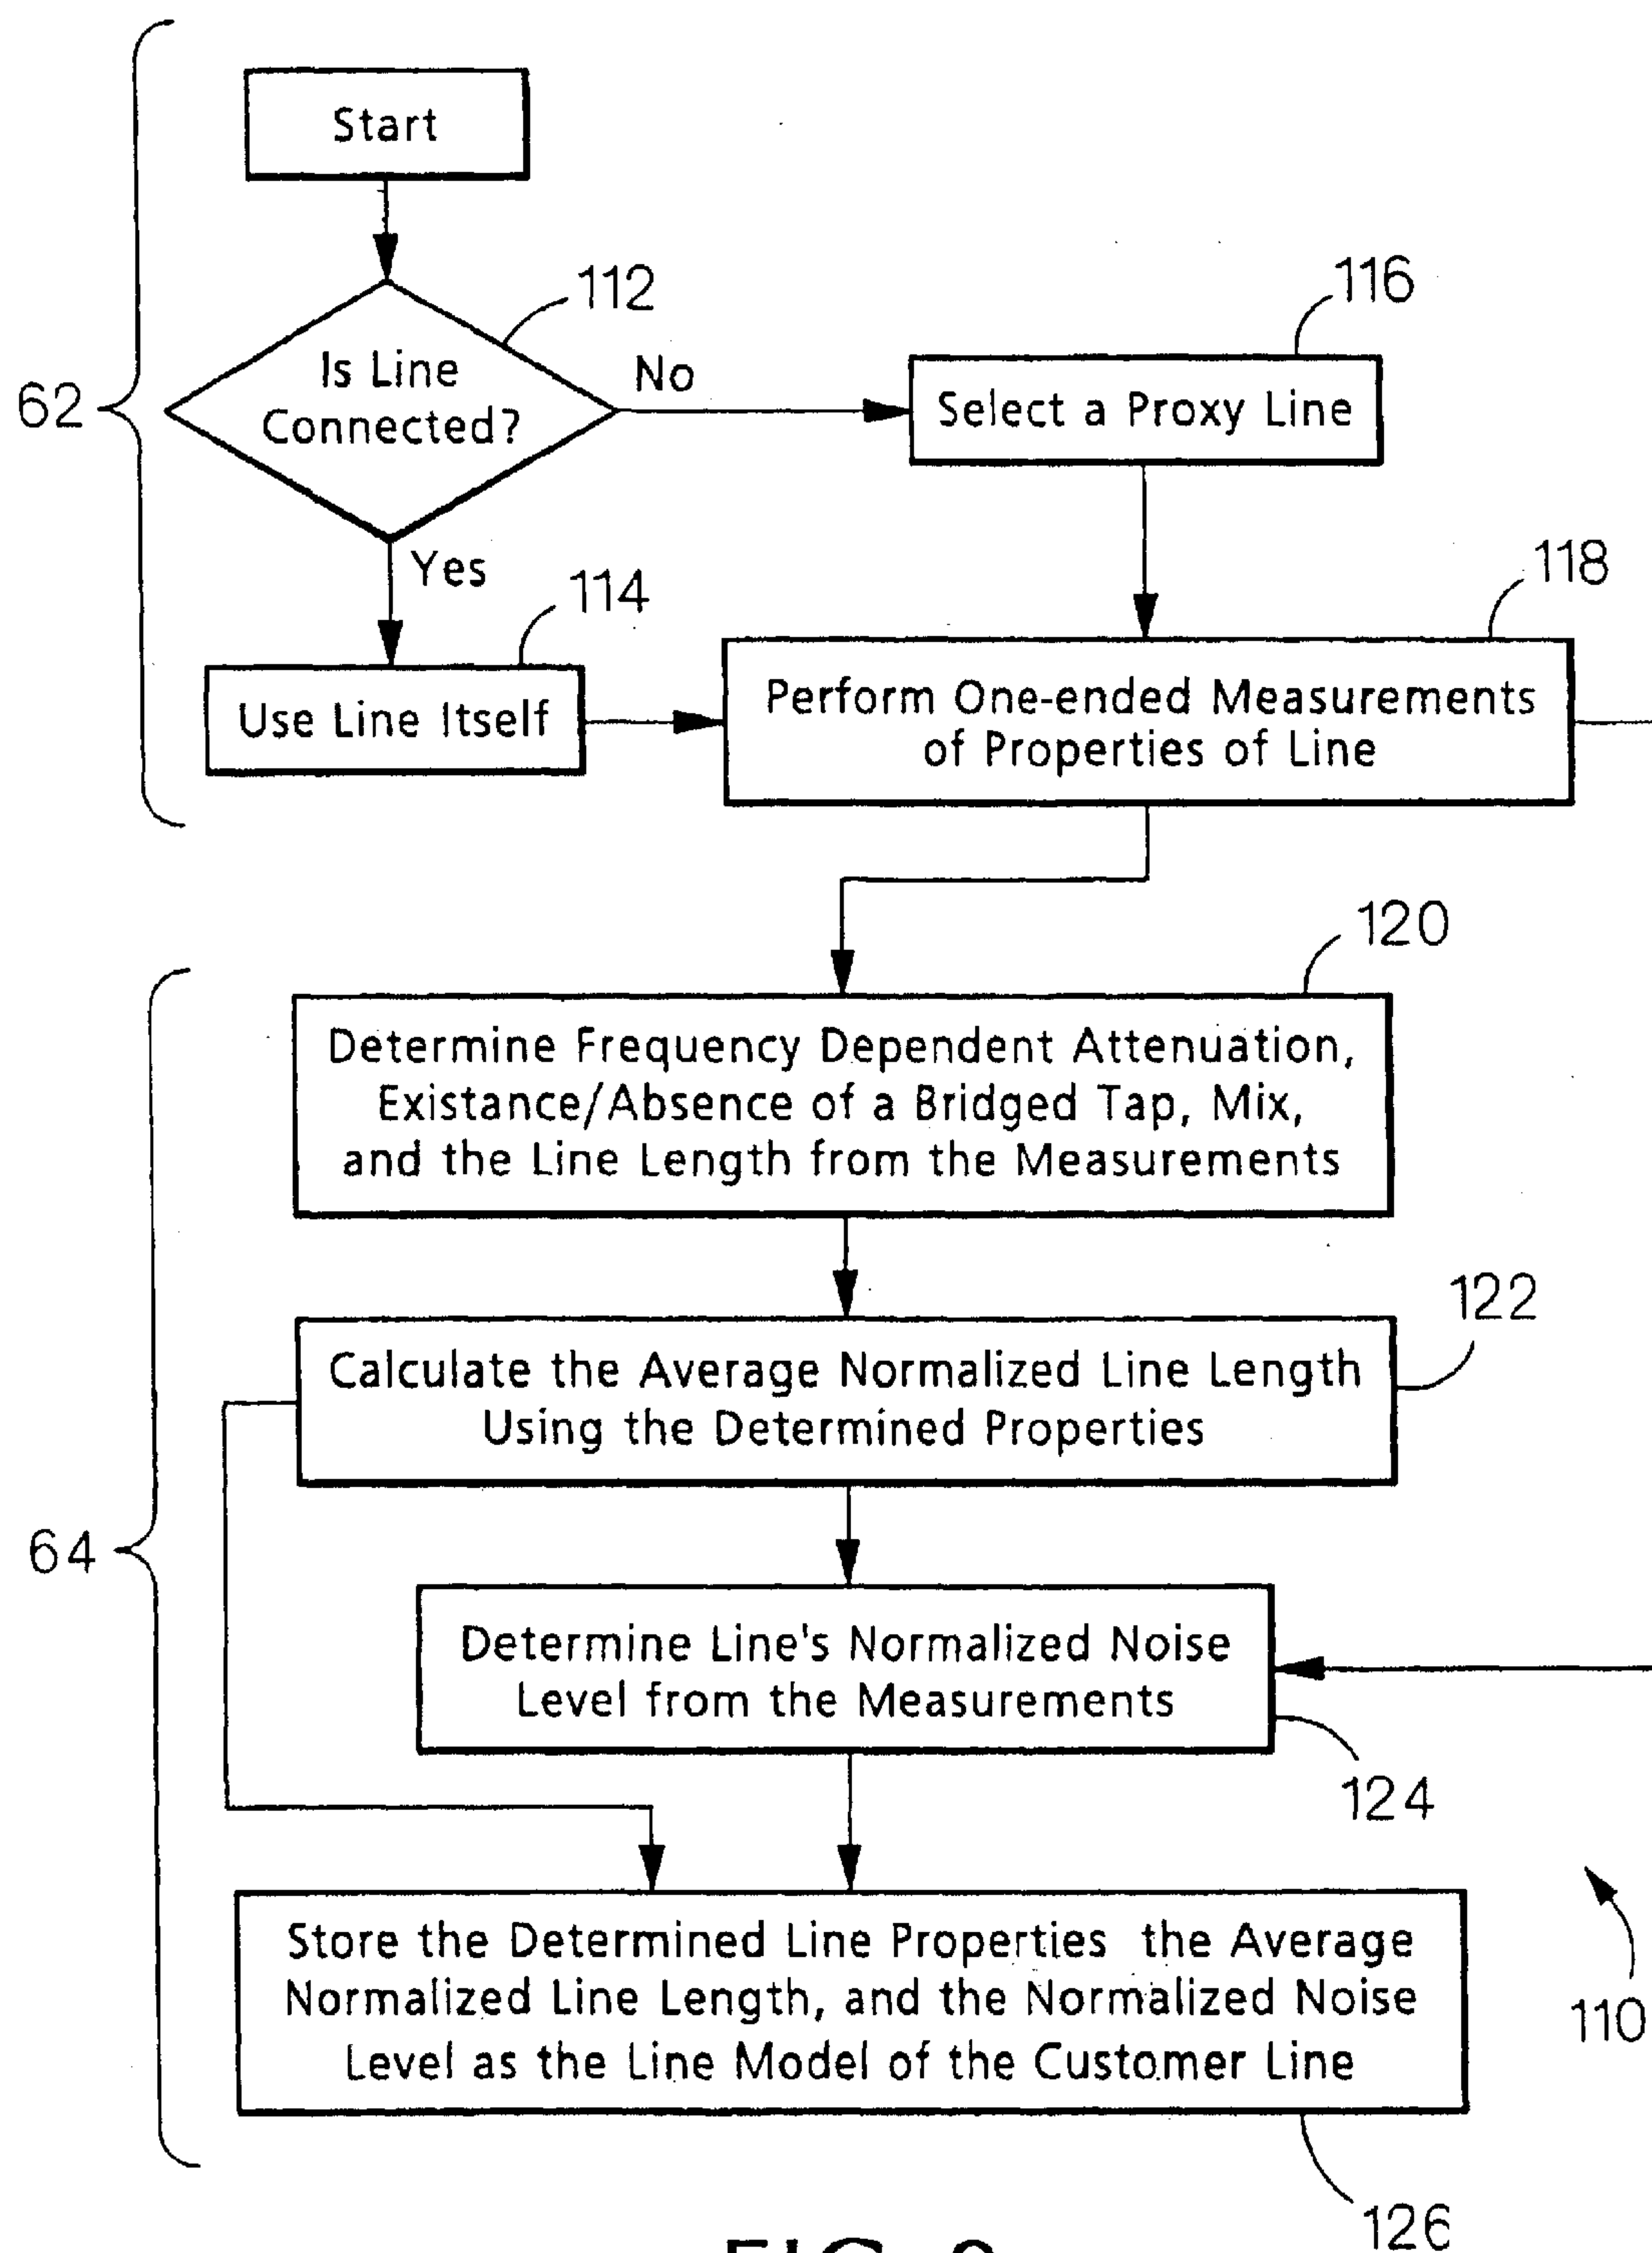 Start
112
Is Line
Connected?
No
116
Select a Proxy Line
62
Yes
114
Use Line Itself
118
Perform One-ended Measurements
of Properties of Line
120
Determine Frequency Dependent Attenuation,
Existance/Absence of a Bridged Tap, Mix,
and the Line Length from the Measurements
122
Calculate the Average Normalized Line Length
Using the Determined Properties
64
Determine Line's Normalized Noise
Level from the Measurements
124
Store the Determined Line Properties the Average
Normalized Line Length, and the Normalized Noise
Level as the Line Model of the Customer Line
110
126